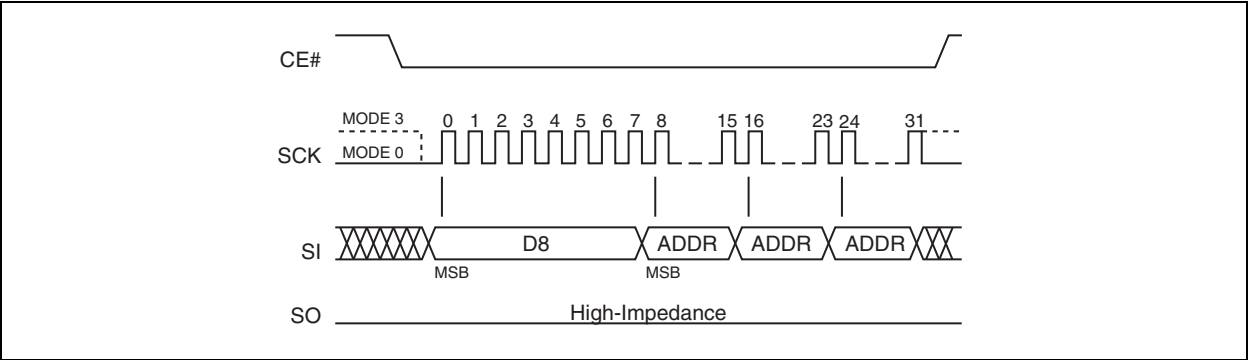 CE#
MODE 3
0 1 2 3 4 5 6 7 8 15 16 23 24 31
SCK
MODE 0
SI
D8 ADDR ADDR ADDR
MSB MSB
SO
High-Impedance